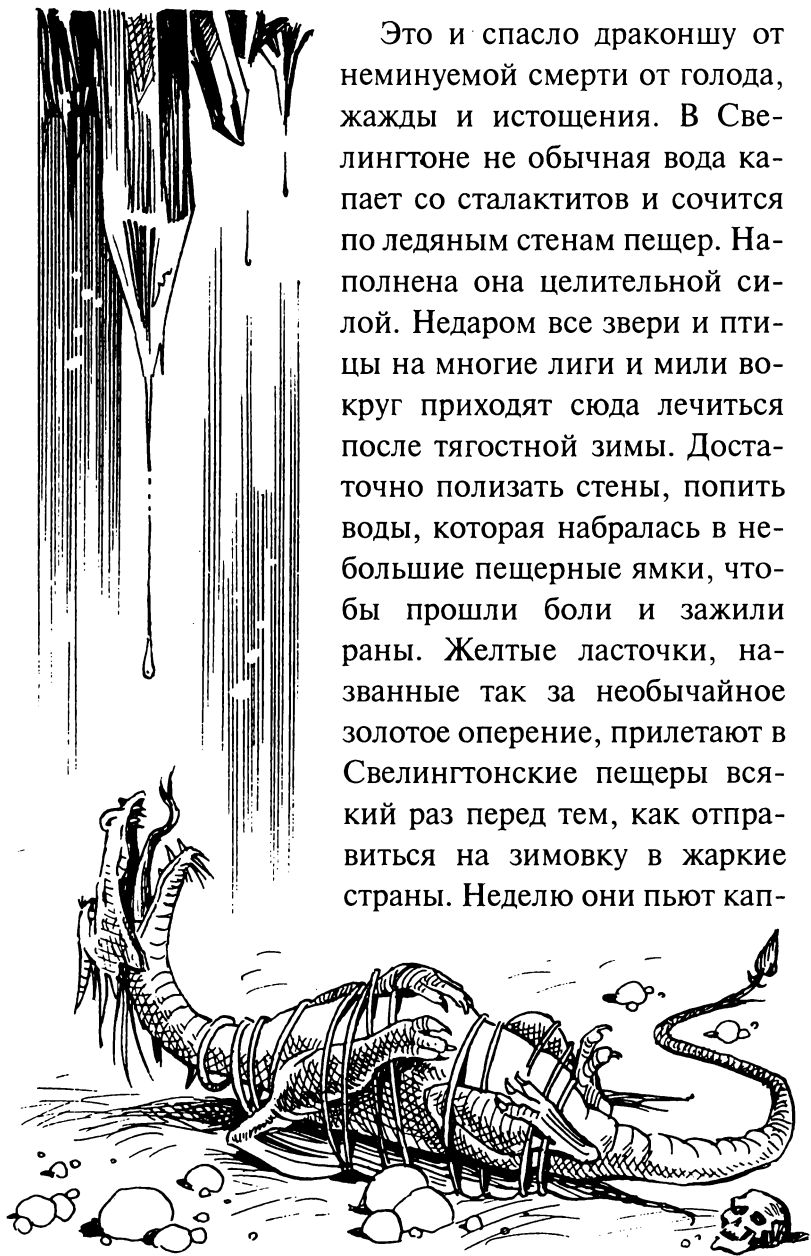 Это и спасло драконшу от
неминуемой смерти от голода,
жажды и истощения. В Све-
лингтоне не обычная вода ка-
пает со сталактитов и сочится
по ледяным стенам пещер. На-
полнена она целительной си-
лой. Недаром все звери и пти-
цы на многие лиги и мили во-
круг приходят сюда лечиться
после тягостной зимы. Доста-
точно полизать стены, попить
воды, которая набралась в не-
большие пещерные ямки, что-
бы прошли боли и зажили
раны. Желтые ласточки, на-
званные так за необычайное
золотое оперение, прилетают в
Свелингтонские пещеры вся-
кий раз перед тем, как отпра-
виться на зимовку в жаркие
страны. Неделю они пьют кап-